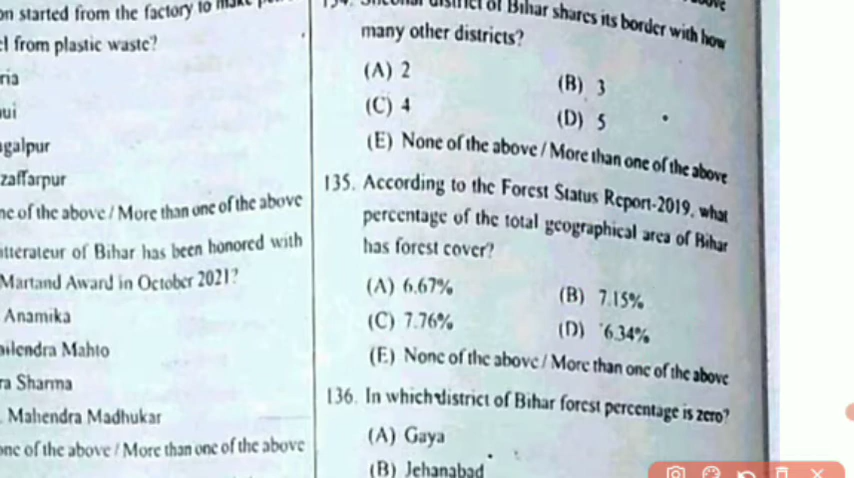 on started from the factory to make
el from plastic waste?
ria
ui
galpur
zaffarpur
ne of the above / More than one of the above
itterateur of Bihar has been honored with
Martand Award in October 2021?
Anamika
ailendra Mahto
ra Sharma
. Mahendra Madhukar
one of the above / More than one of the above
district of Bihar shares its border with how
many other districts?
(A) 2
(B) 3
(C) 4
(D) 5
(E) None of the above / More than one of the above
135. According to the Forest Status Report-2019, what
percentage of the total geographical area of Bihar
has forest cover?
(A) 6.67%
(B) 7.15%
(C) 7.76%
(D) 6.34%
(E) None of the above / More than one of the above
136. In which district of Bihar forest percentage is zero?
(A) Gaya
(B) Jehanabad